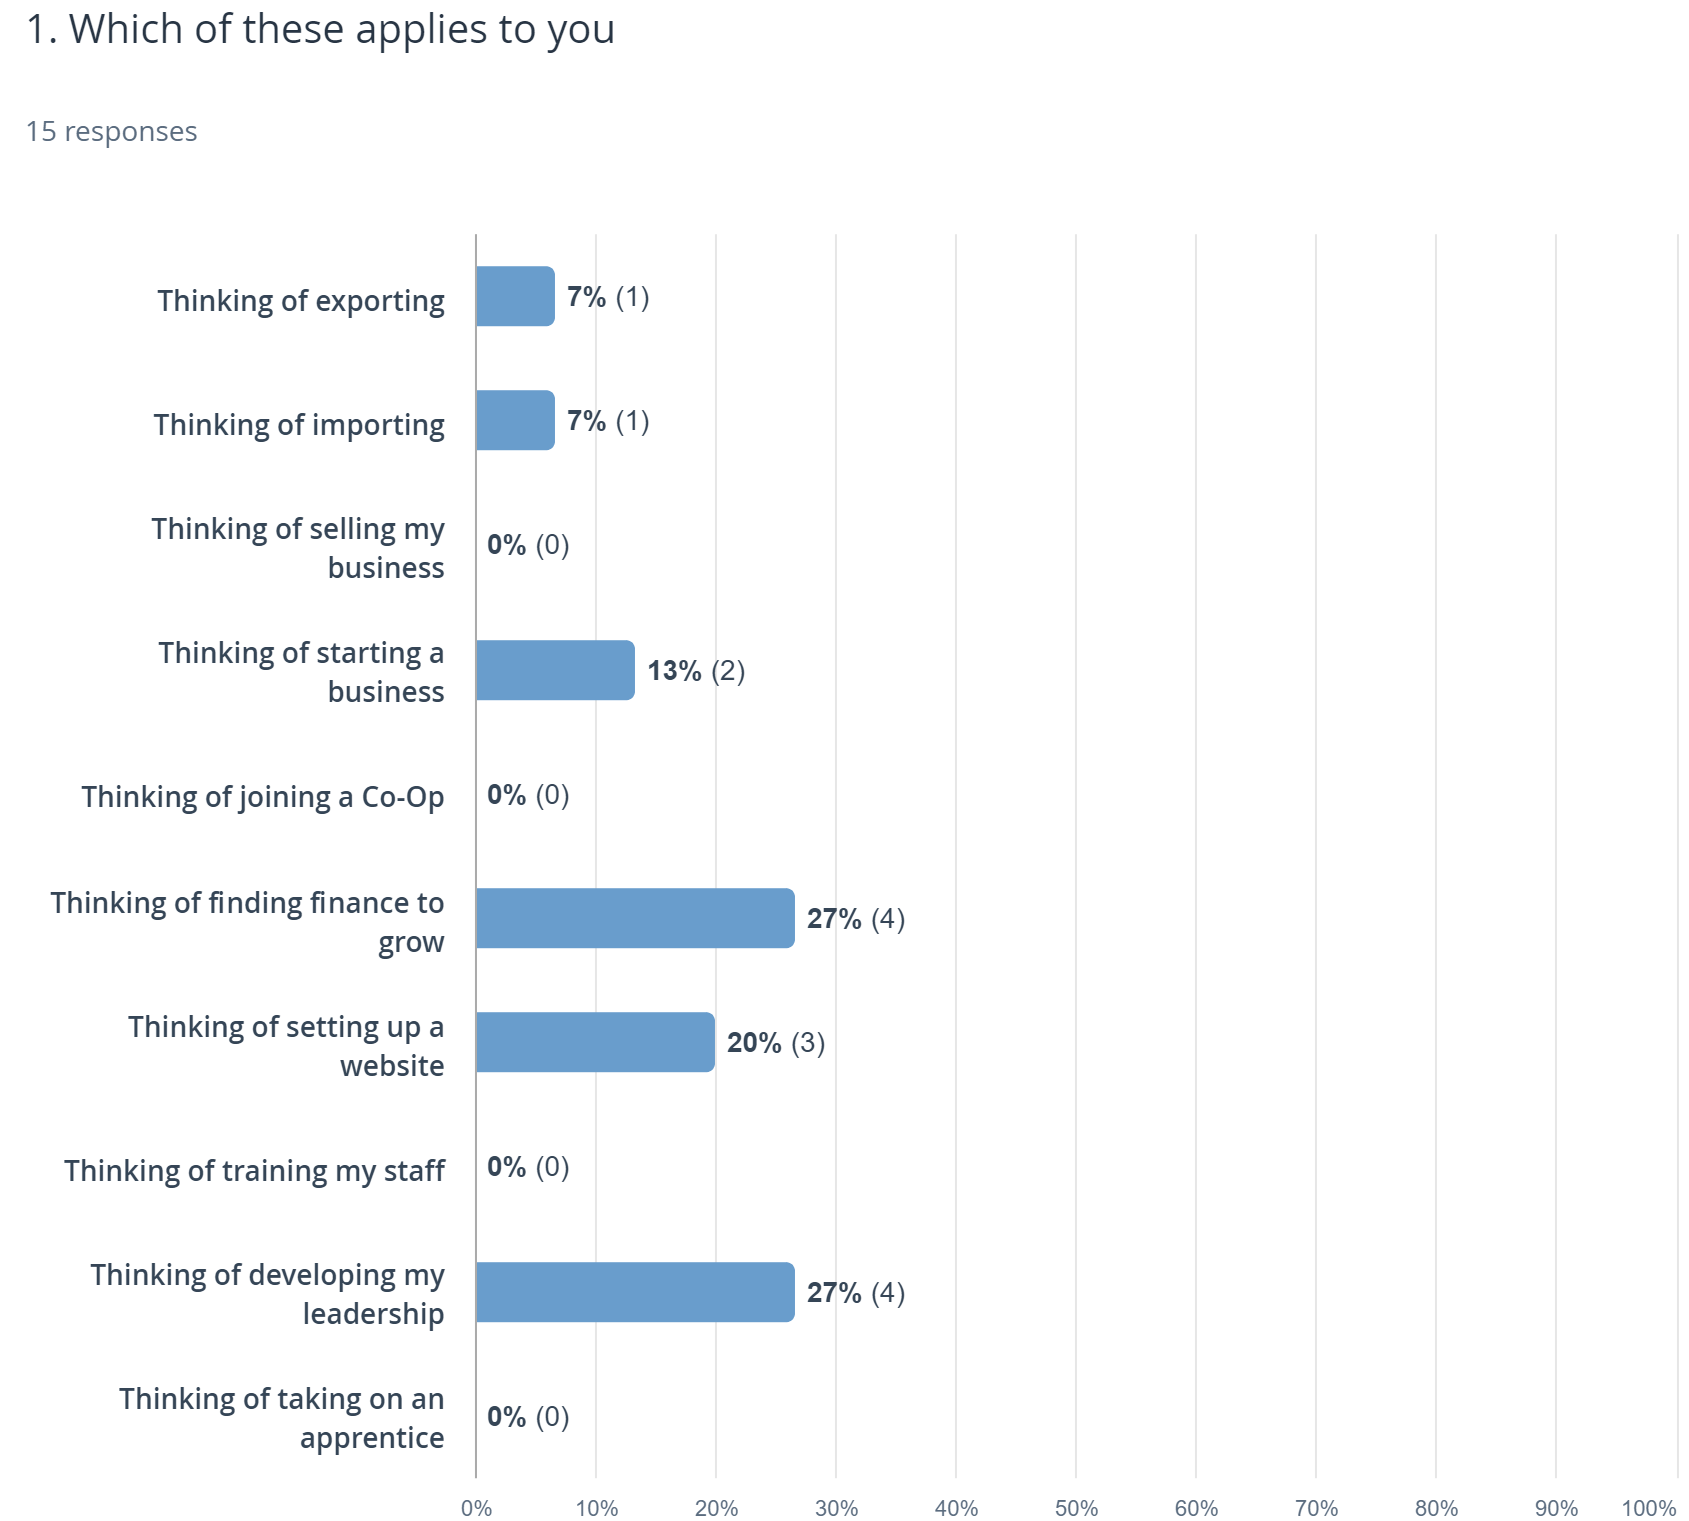 1. Which of these applies to you
15 responses
Thinking of exporting
7% (1)
Thinking of importing
7% (1)
Thinking of selling my
business
0% (0)
Thinking of starting a
business
13% (2)
Thinking of joining a Co-Op
0% (0)
Thinking of finding finance to
grow
27% (4)
Thinking of setting up a
website
20% (3)
Thinking of training my staff
0% (0)
Thinking of developing my
leadership
27% (4)
Thinking of taking on an
apprentice
0% (0)
0% 10% 20% 30% 40% 50% 60% 70% 80% 90% 100%